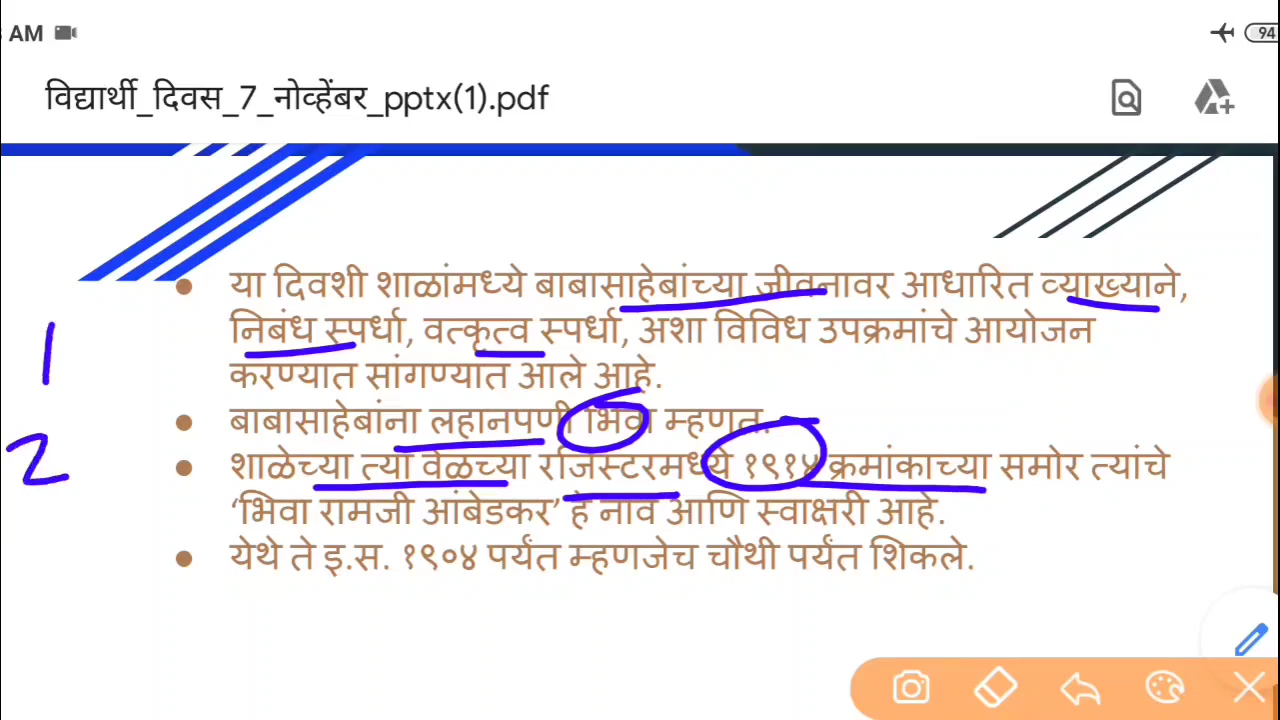 AM
94
विद्यार्थी_दिवस_7_नोव्हेंबर_pptx(1).pdf
या दिवशी शाळांमध्ये बाबासाहेबांच्या जीवनावर आधारित व्याख्याने,
निबंध स्पर्धा, वत्कृत्व स्पर्धा, अशा विविध उपक्रमांचे आयोजन
करण्यात सांगण्यात आले आहे.
1
बाबासाहेबांना लहानपणी भिवा म्हणत.
2
शाळेच्या त्या वेळच्या रजिस्टरमध्ये १९१४ क्रमांकाच्या समोर त्यांचे
‘भिवा रामजी आंबेडकर’ हे नाव आणि स्वाक्षरी आहे.
येथे ते इ.स. १९०४ पर्यंत म्हणजेच चौथी पर्यंत शिकले.